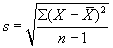 s = √(Σ(X − X̄)² / (n − 1))